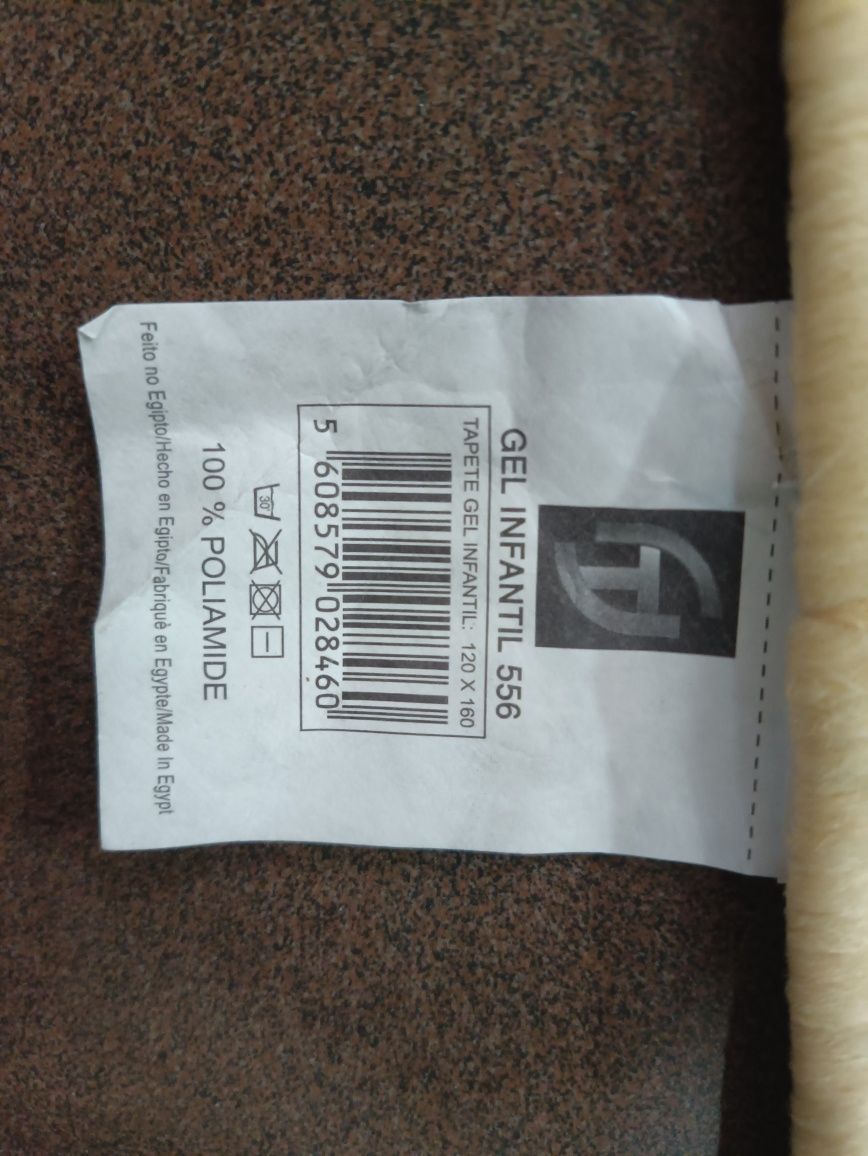 GEL INFANTIL 556
TAPETE GEL INFANTIL: 120 X 160
5 608579 028460
30°
100 % POLIAMIDE
Feito no Egipto/Hecho en Egipto/Fabriquè en Egypte/Made In Egypt